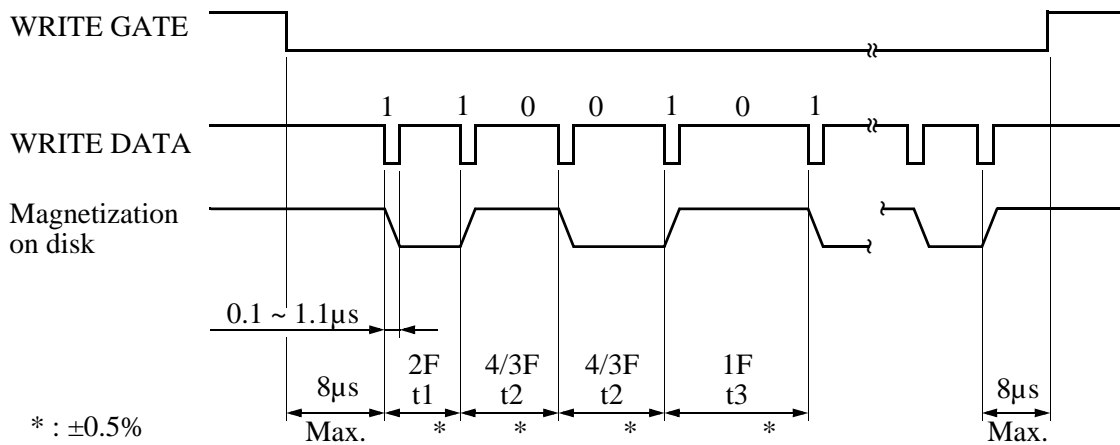 WRITE GATE
1 1 0 0 1 0 1
WRITE DATA
Magnetization
on disk
0.1 ~ 1.1µs
2F 4/3F 4/3F 1F
8µs t1 t2 t2 t3 8µs
* : ±0.5% Max. * * * * Max.